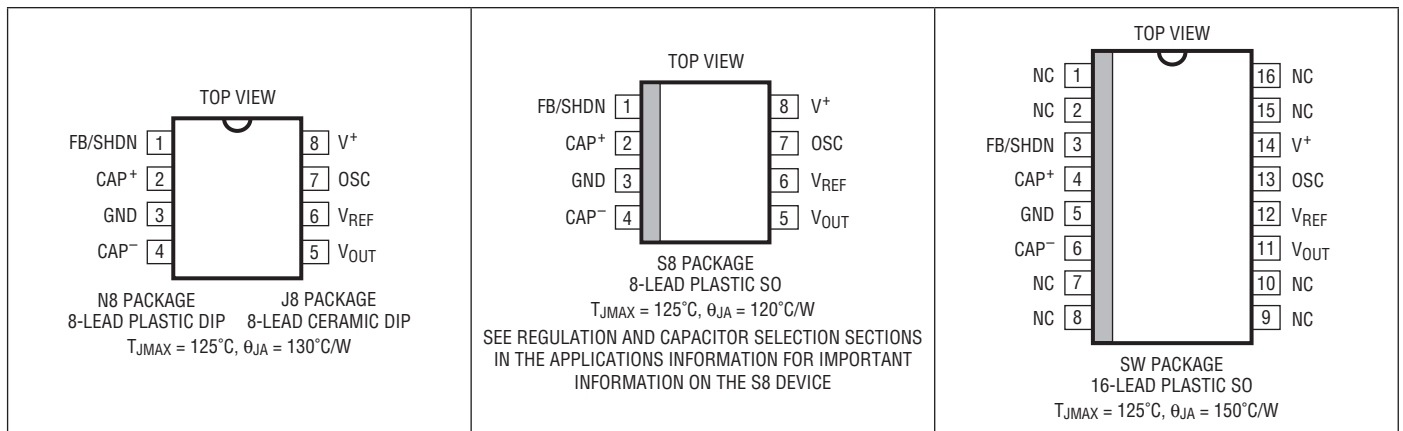 TOP VIEW
FB/SHDN 1
CAP+ 2
GND 3
CAP– 4
8 V+
7 OSC
6 VREF
5 VOUT
N8 PACKAGE
8-LEAD PLASTIC DIP
J8 PACKAGE
8-LEAD CERAMIC DIP
TJMAX = 125°C, θJA = 130°C/W
TOP VIEW
FB/SHDN 1
CAP+ 2
GND 3
CAP– 4
8 V+
7 OSC
6 VREF
5 VOUT
S8 PACKAGE
8-LEAD PLASTIC SO
TJMAX = 125°C, θJA = 120°C/W
SEE REGULATION AND CAPACITOR SELECTION SECTIONS
IN THE APPLICATIONS INFORMATION FOR IMPORTANT
INFORMATION ON THE S8 DEVICE
TOP VIEW
NC 1
NC 2
FB/SHDN 3
CAP+ 4
GND 5
CAP– 6
NC 7
NC 8
16 NC
15 NC
14 V+
13 OSC
12 VREF
11 VOUT
10 NC
9 NC
SW PACKAGE
16-LEAD PLASTIC SO
TJMAX = 125°C, θJA = 150°C/W